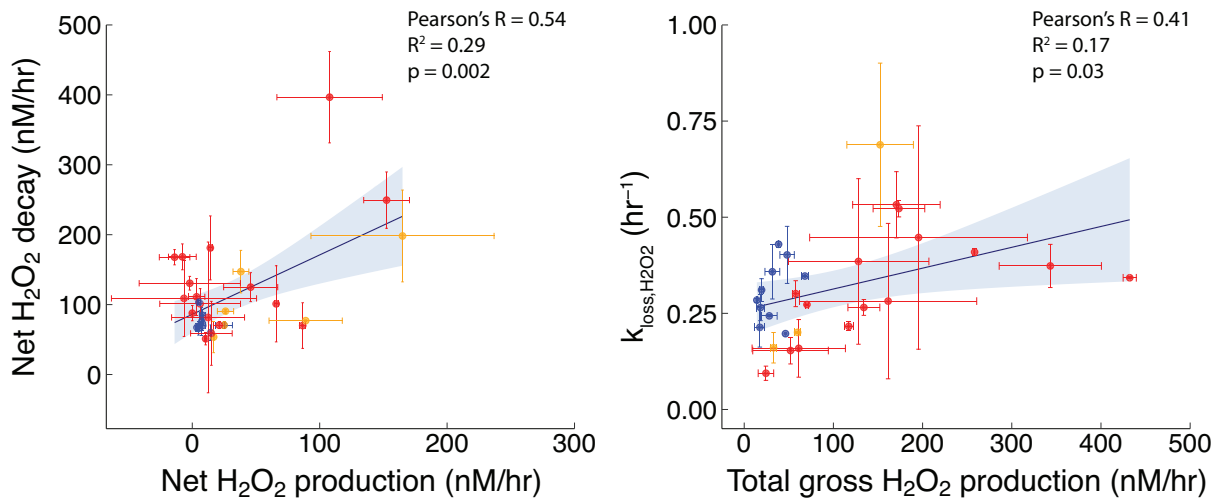 Pearson's R = 0.54
R² = 0.29
p = 0.002
500
400
300
200
100
0
Net H₂O₂ decay (nM/hr)
0
100
200
300
Net H₂O₂ production (nM/hr)
Pearson's R = 0.41
R² = 0.17
p = 0.03
1.00
0.75
0.50
0.25
0.00
k_loss,H2O2 (hr⁻¹)
0
100
200
300
400
500
Total gross H₂O₂ production (nM/hr)